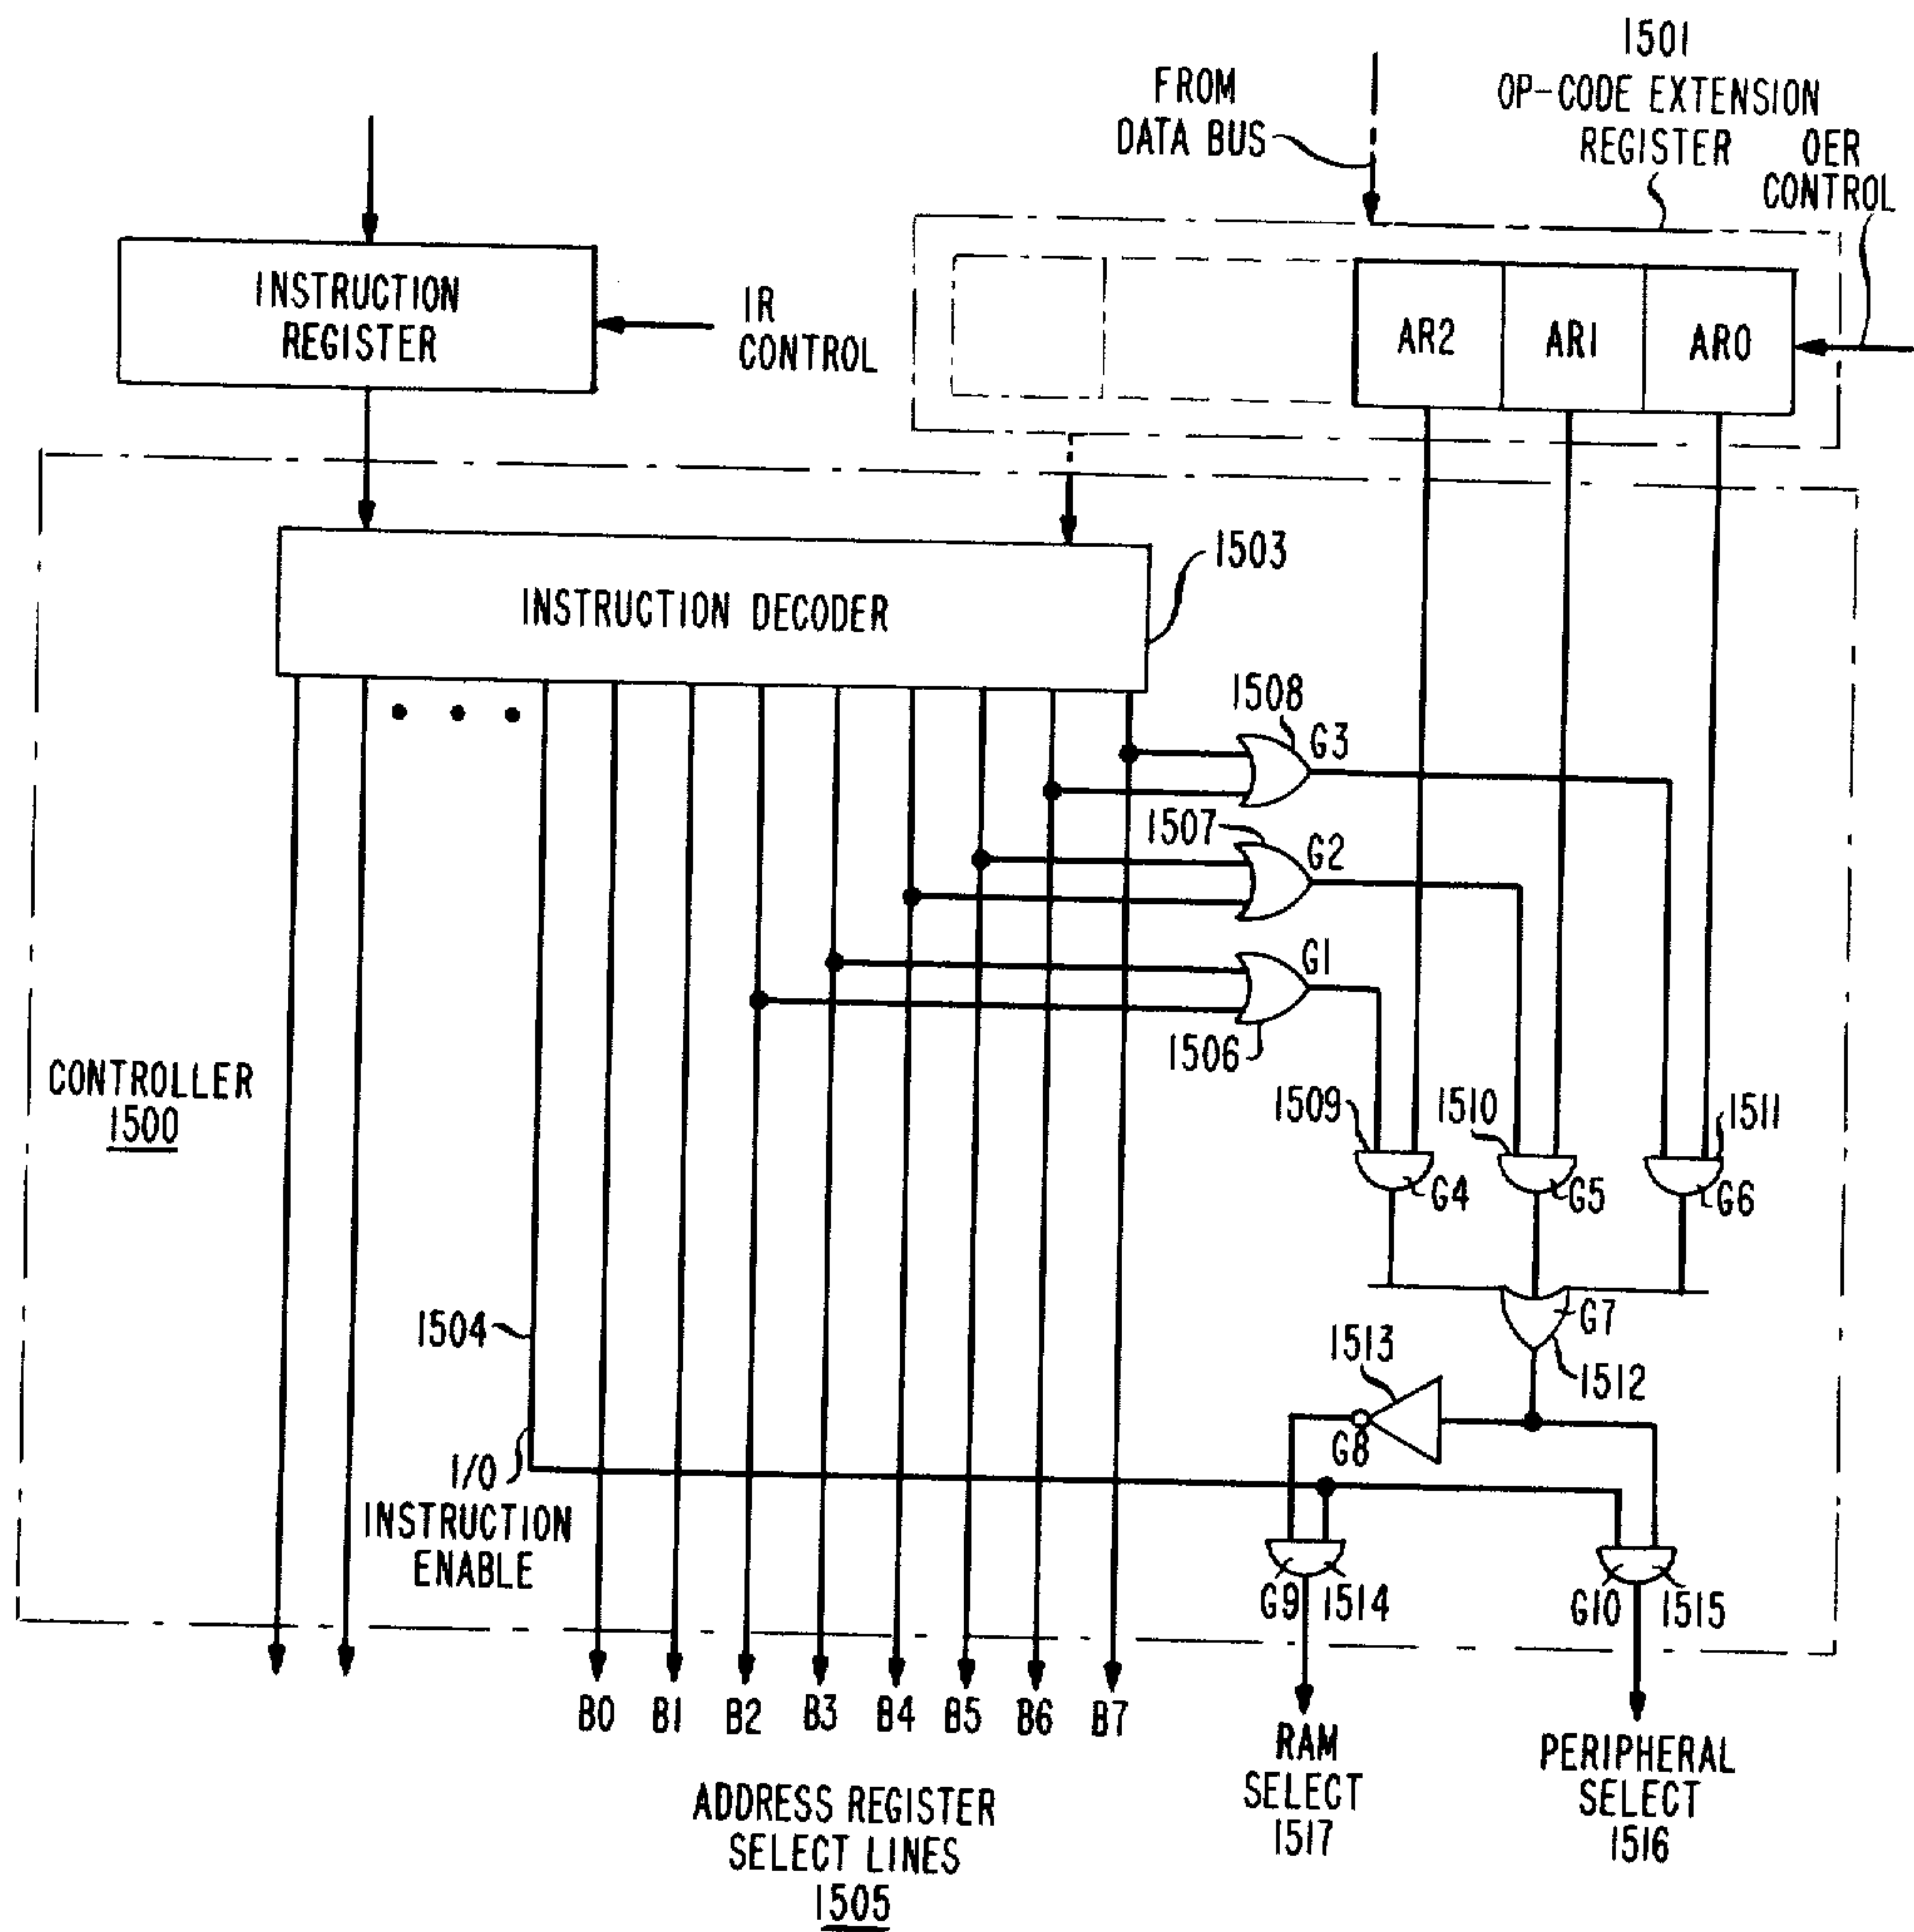 1501
OP-CODE EXTENSION
REGISTER
FROM
DATA BUS
OER
CONTROL
INSTRUCTION
REGISTER
IR
CONTROL
AR2
AR1
AR0
INSTRUCTION DECODER
1503
1508
G3
1507
G2
G1
1506
CONTROLLER
1500
1509
1510
1511
G4
G5
G6
1504
G7
1513
1512
G8
I/O
INSTRUCTION
ENABLE
G9
1514
G10
1515
B0
B1
B2
B3
B4
B5
B6
B7
RAM
SELECT
1517
PERIPHERAL
SELECT
1516
ADDRESS REGISTER
SELECT LINES
1505